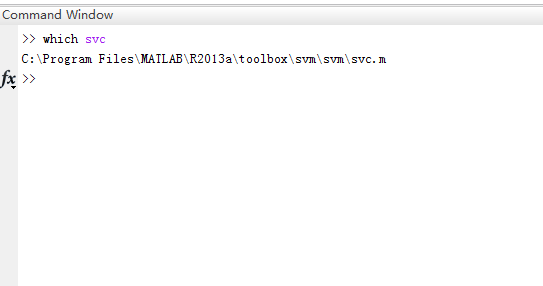 Command Window
>> which svc
C:\Program Files\MATLAB\R2013a\toolbox\svm\svm\svc.m
fx >>